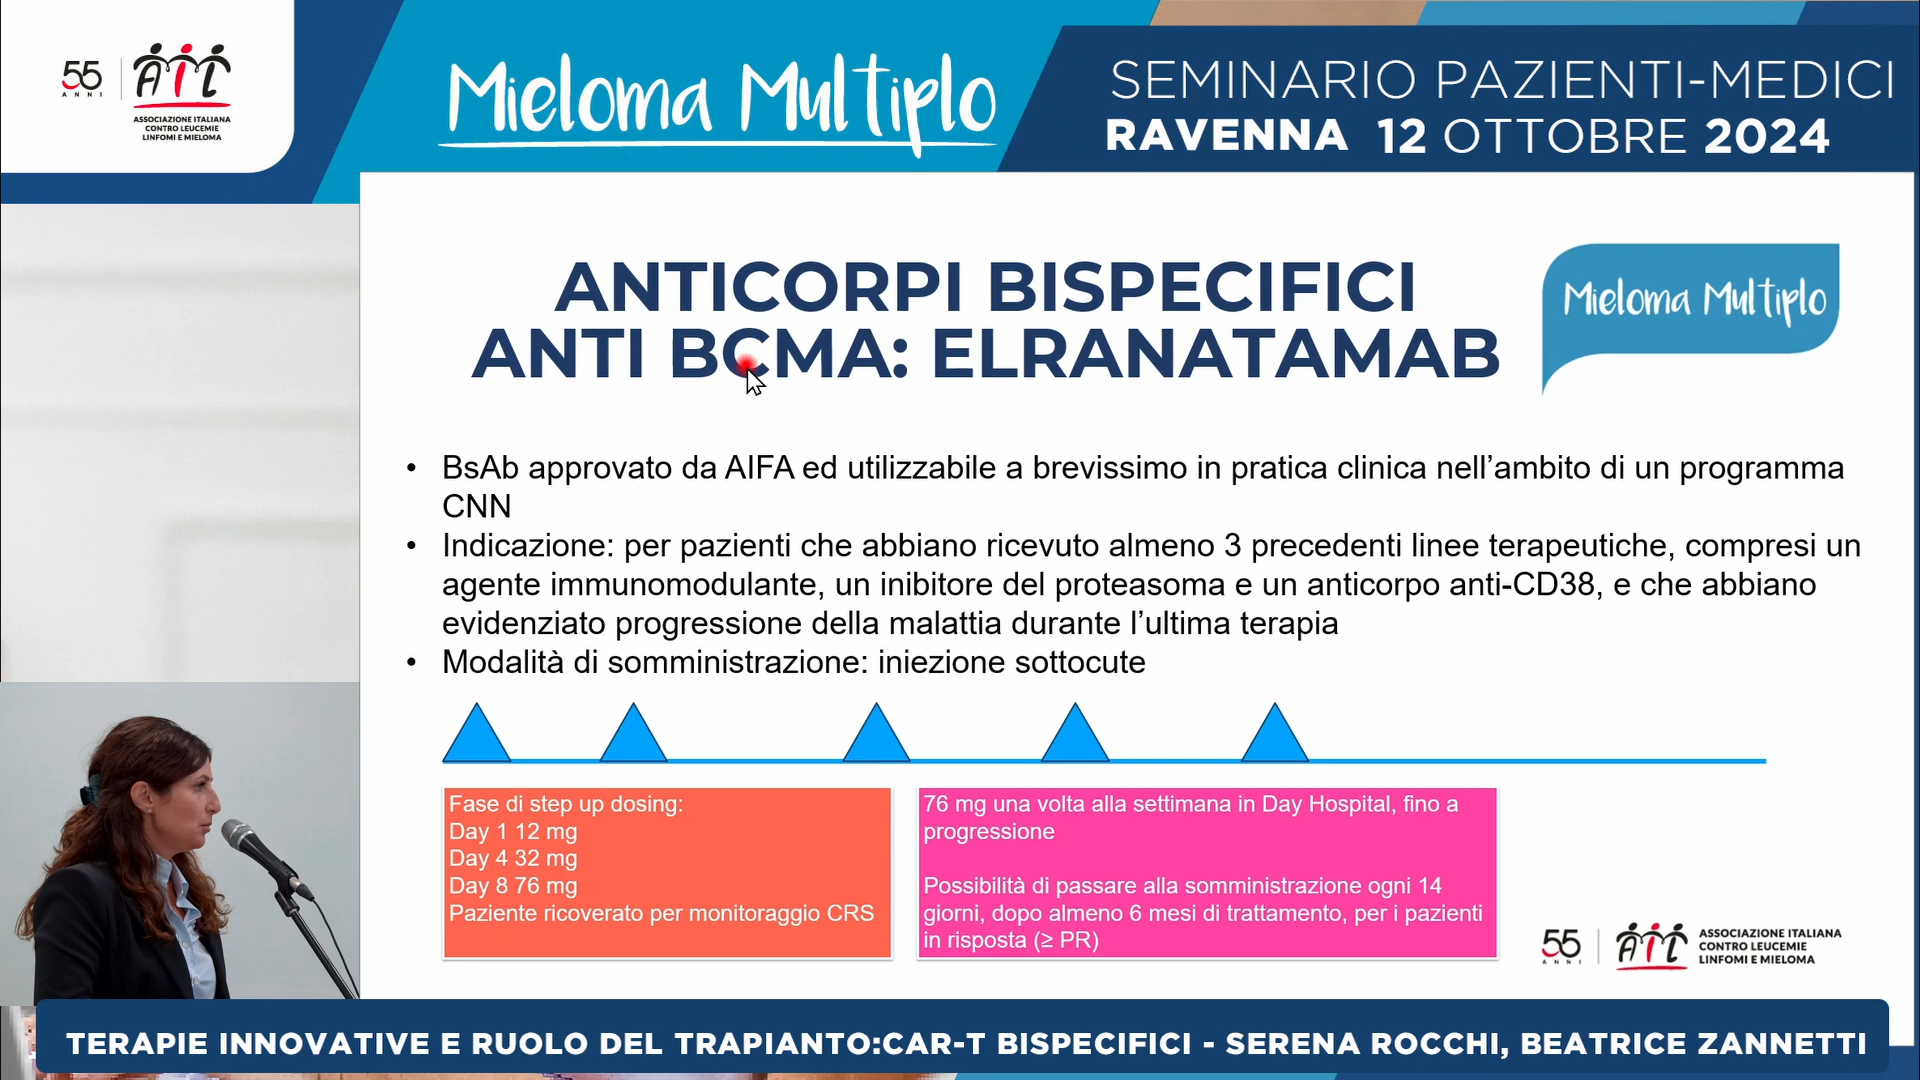 55
ANNI
AIL
ASSOCIAZIONE ITALIANA
CONTRO LEUCEMIE
LINFOMI E MIELOMA
Mieloma Multiplo
SEMINARIO PAZIENTI-MEDICI
RAVENNA 12 OTTOBRE 2024
ANTICORPI BISPECIFICI
ANTI BCMA: ELRANATAMAB
Mieloma Multiplo
• BsAb approvato da AIFA ed utilizzabile a brevissimo in pratica clinica nell’ambito di un programma
CNN
• Indicazione: per pazienti che abbiano ricevuto almeno 3 precedenti linee terapeutiche, compresi un
agente immunomodulante, un inibitore del proteasoma e un anticorpo anti-CD38, e che abbiano
evidenziato progressione della malattia durante l’ultima terapia
• Modalità di somministrazione: iniezione sottocute
Fase di step up dosing:
Day 1 12 mg
Day 4 32 mg
Day 8 76 mg
Paziente ricoverato per monitoraggio CRS
76 mg una volta alla settimana in Day Hospital, fino a
progressione
Possibilità di passare alla somministrazione ogni 14
giorni, dopo almeno 6 mesi di trattamento, per i pazienti
in risposta (≥ PR)
55
ANNI
AIL
ASSOCIAZIONE ITALIANA
CONTRO LEUCEMIE
LINFOMI E MIELOMA
TERAPIE INNOVATIVE E RUOLO DEL TRAPIANTO:CAR-T BISPECIFICI - SERENA ROCCHI, BEATRICE ZANNETTI